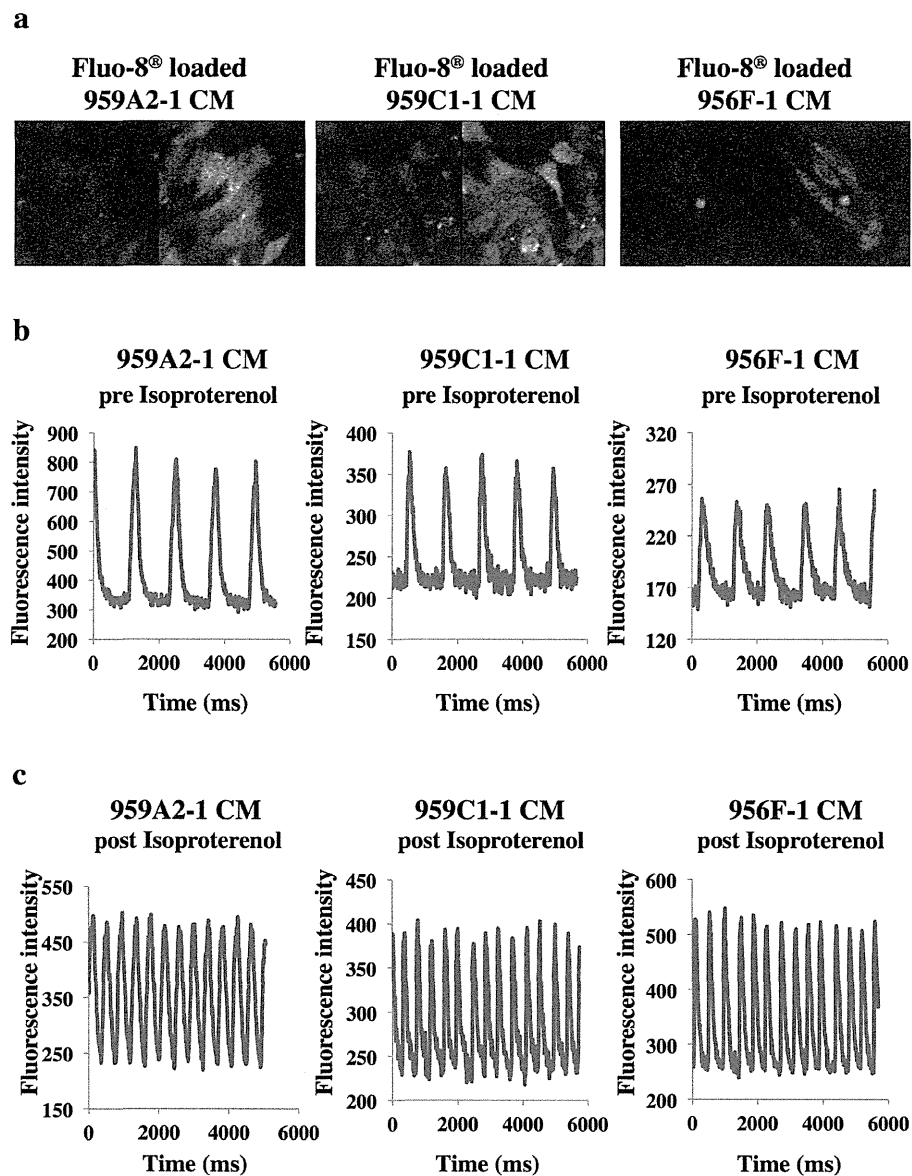 a
Fluo-8® loaded
959A2-1 CM
Fluo-8® loaded
959C1-1 CM
Fluo-8® loaded
956F-1 CM
b
959A2-1 CM
pre Isoproterenol
Fluorescence intensity
900
800
700
600
500
400
300
200
0
2000
4000
6000
Time (ms)
959C1-1 CM
pre Isoproterenol
Fluorescence intensity
400
350
300
250
200
150
0
2000
4000
6000
Time (ms)
956F-1 CM
pre Isoproterenol
Fluorescence intensity
320
270
220
170
120
0
2000
4000
6000
Time (ms)
c
959A2-1 CM
post Isoproterenol
Fluorescence intensity
550
450
350
250
150
0
2000
4000
6000
Time (ms)
959C1-1 CM
post Isoproterenol
Fluorescence intensity
450
400
350
300
250
200
0
2000
4000
6000
Time (ms)
956F-1 CM
post Isoproterenol
Fluorescence intensity
600
500
400
300
200
0
2000
4000
6000
Time (ms)